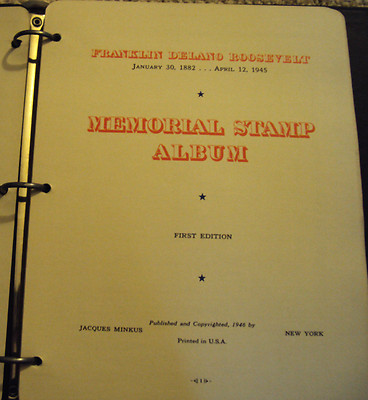 FRANKLIN DELANO ROOSEVELT
JANUARY 30, 1882 . . . APRIL 12, 1945
★
MEMORIAL STAMP
ALBUM
★
FIRST EDITION
★
JACQUES MINKUS Published and Copyrighted, 1948 by NEW YORK
Printed in U.S.A.
[ 1 ]